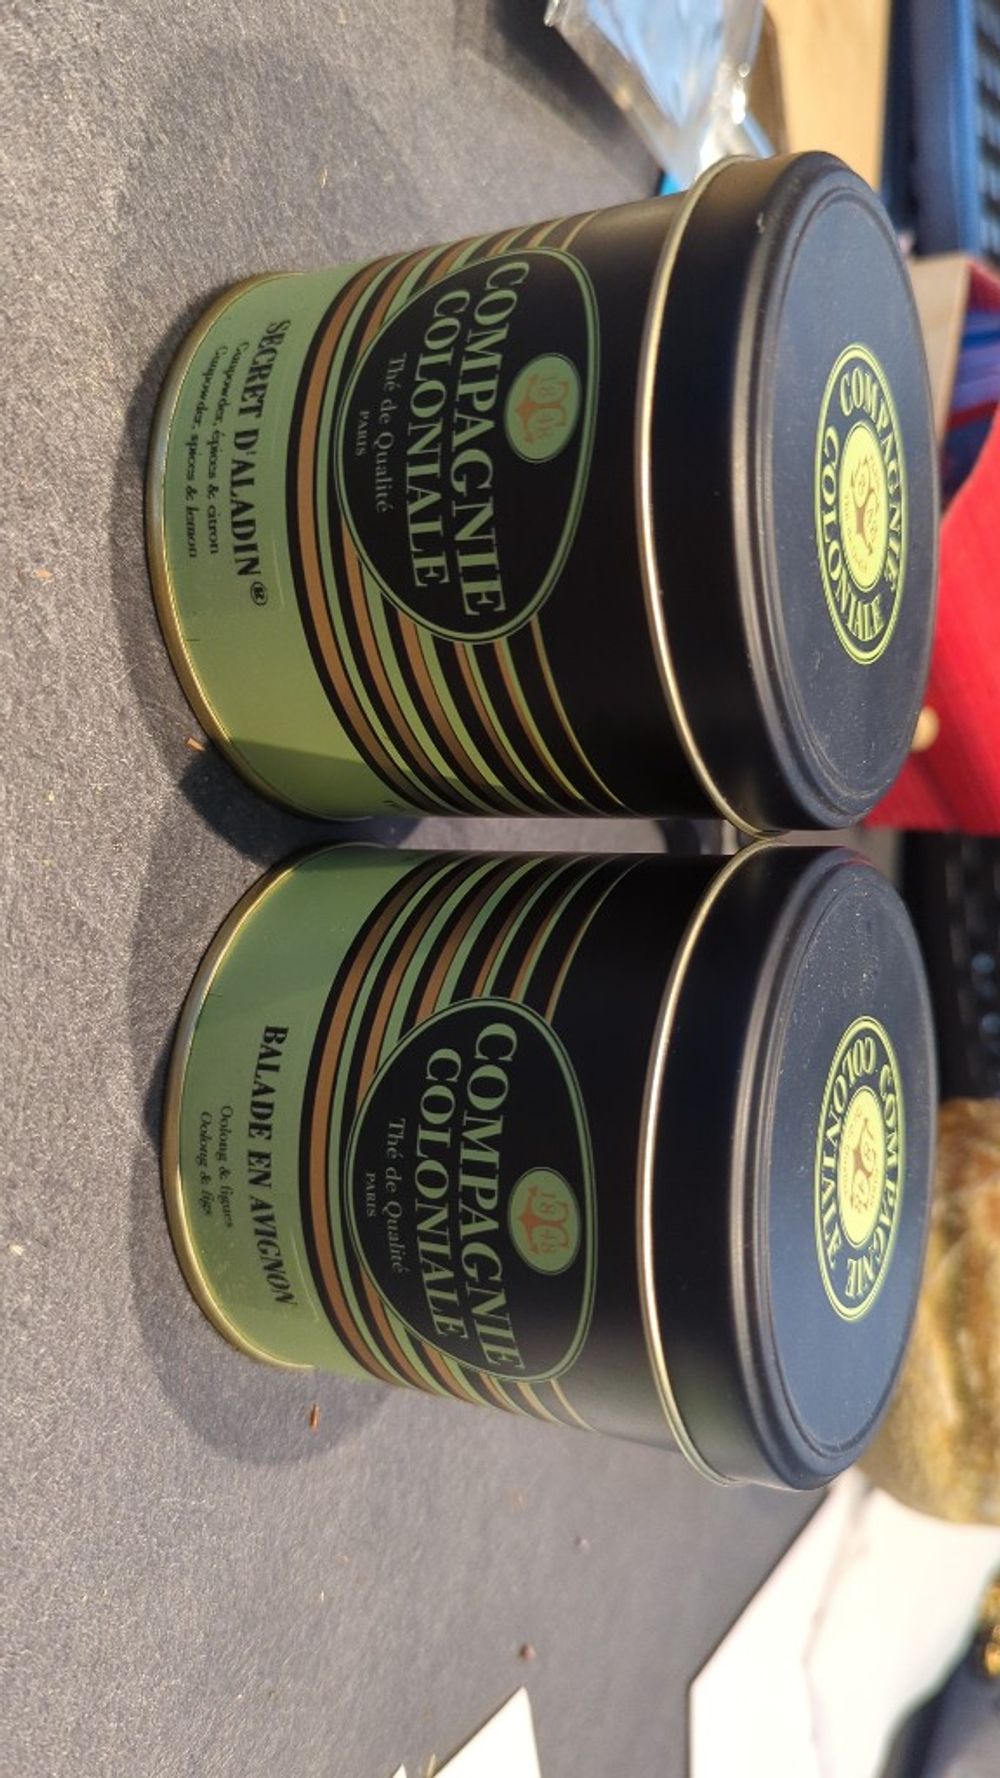 COMPAGNIE
COLONIALE
1848
COMPAGNIE
COLONIALE
Thé de Qualité
PARIS
SECRET D'ALADIN®
Gunpowder, épices & citron
Gunpowder, spices & lemon
COMPAGNIE
COLONIALE
1848
COMPAGNIE
COLONIALE
Thé de Qualité
PARIS
BALADE EN AVIGNON
Oolong & figues
Oolong & figs